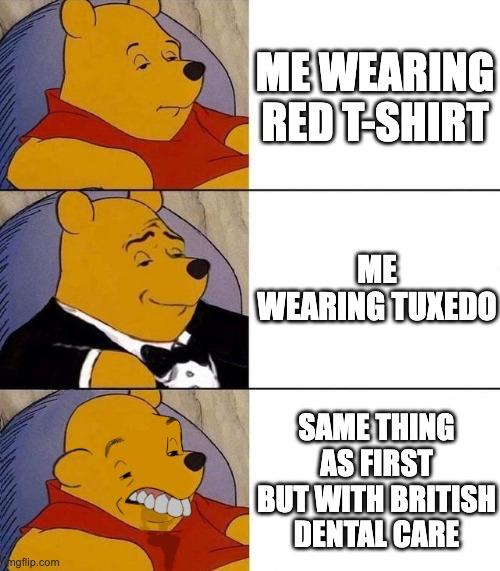 ME WEARING
RED T-SHIRT
ME
WEARING TUXEDO
SAME THING
AS FIRST
BUT WITH BRITISH
DENTAL CARE
imgflip.com